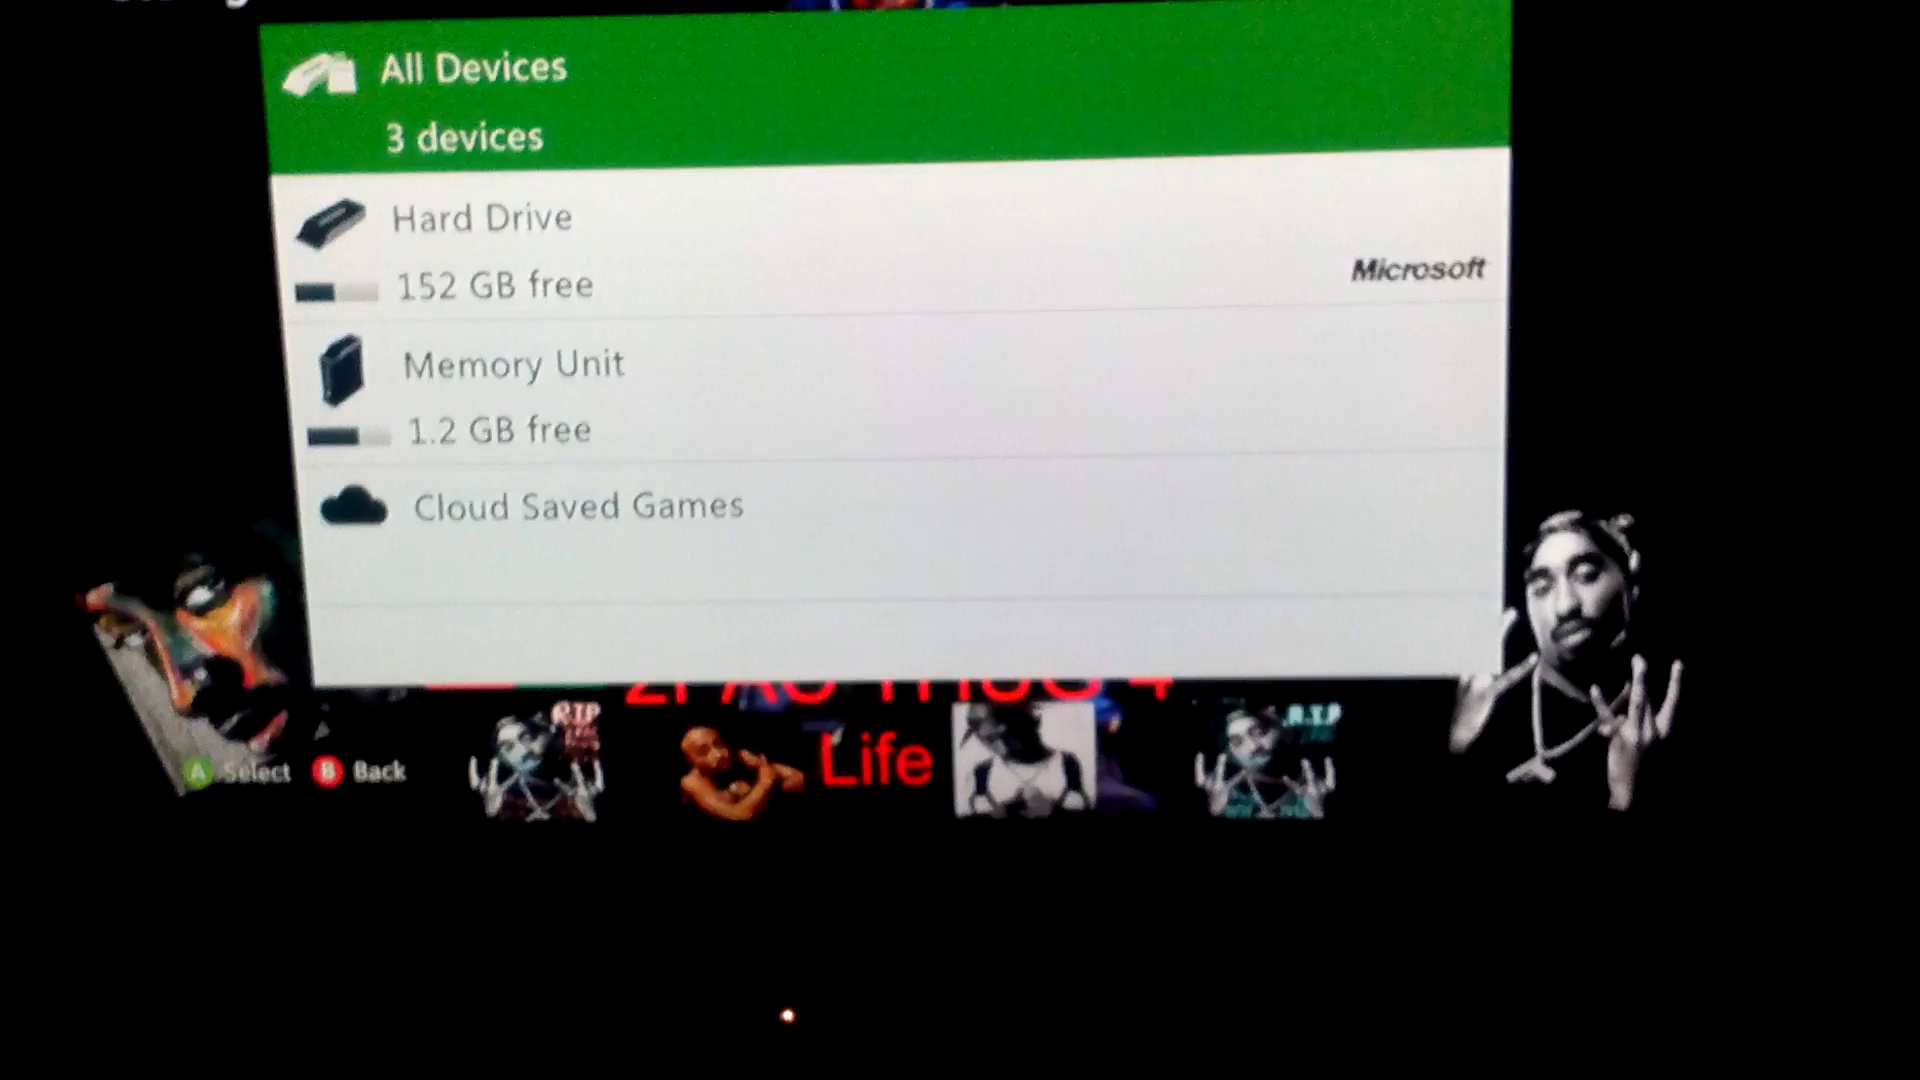 All Devices
3 devices
Hard Drive
152 GB free
Microsoft
Memory Unit
1.2 GB free
Cloud Saved Games
R.I.P
R.I.P
Life
A Select B Back